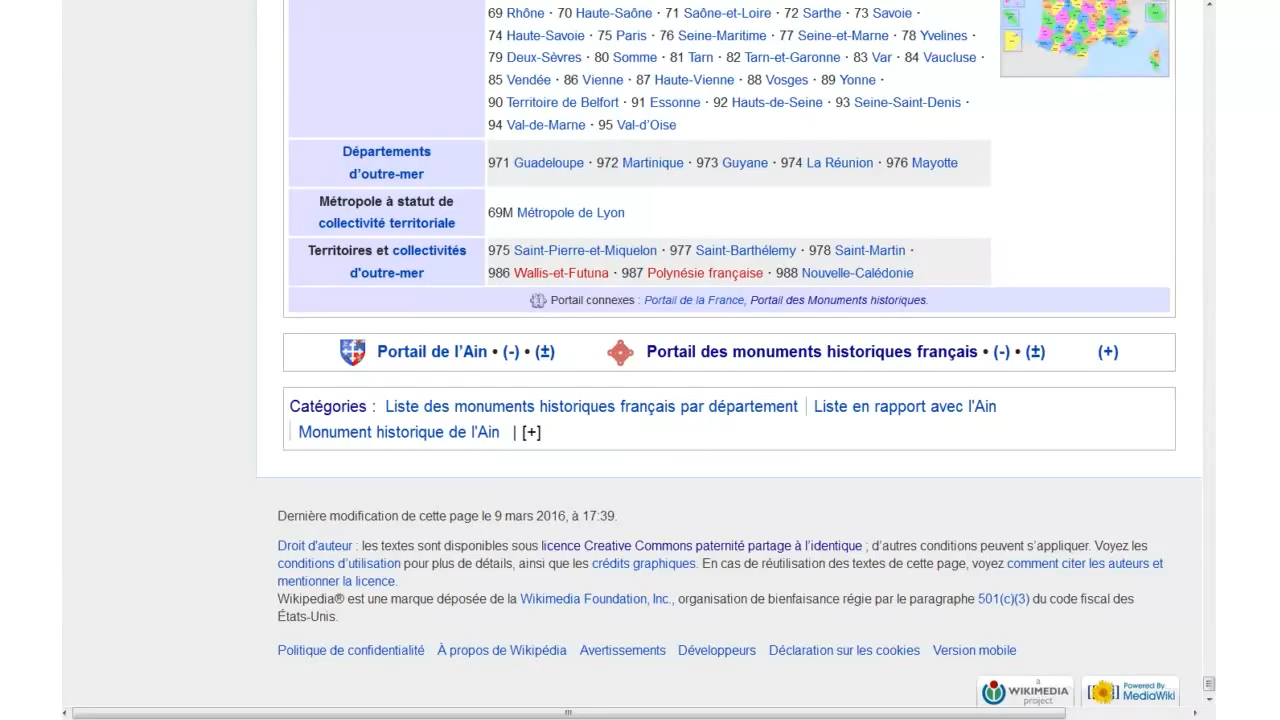 69 Rhône · 70 Haute-Saône · 71 Saône-et-Loire · 72 Sarthe · 73 Savoie ·
74 Haute-Savoie · 75 Paris · 76 Seine-Maritime · 77 Seine-et-Marne · 78 Yvelines ·
79 Deux-Sèvres · 80 Somme · 81 Tarn · 82 Tarn-et-Garonne · 83 Var · 84 Vaucluse ·
85 Vendée · 86 Vienne · 87 Haute-Vienne · 88 Vosges · 89 Yonne ·
90 Territoire de Belfort · 91 Essonne · 92 Hauts-de-Seine · 93 Seine-Saint-Denis ·
94 Val-de-Marne · 95 Val-d’Oise
Départements
d’outre-mer
971 Guadeloupe · 972 Martinique · 973 Guyane · 974 La Réunion · 976 Mayotte
Métropole à statut de
collectivité territoriale
69M Métropole de Lyon
Territoires et collectivités
d'outre-mer
975 Saint-Pierre-et-Miquelon · 977 Saint-Barthélemy · 978 Saint-Martin ·
986 Wallis-et-Futuna · 987 Polynésie française · 988 Nouvelle-Calédonie
Portail connexes : Portail de la France, Portail des Monuments historiques.
Portail de l’Ain • (-) • (±) Portail des monuments historiques français • (-) • (±) (+)
Catégories : Liste des monuments historiques français par département | Liste en rapport avec l'Ain
| Monument historique de l'Ain | [+]
Dernière modification de cette page le 9 mars 2016, à 17:39.
Droit d'auteur : les textes sont disponibles sous licence Creative Commons paternité partage à l’identique ; d’autres conditions peuvent s’appliquer. Voyez les
conditions d’utilisation pour plus de détails, ainsi que les crédits graphiques. En cas de réutilisation des textes de cette page, voyez comment citer les auteurs et
mentionner la licence.
Wikipedia® est une marque déposée de la Wikimedia Foundation, Inc., organisation de bienfaisance régie par le paragraphe 501(c)(3) du code fiscal des
États-Unis.
Politique de confidentialité À propos de Wikipédia Avertissements Développeurs Déclaration sur les cookies Version mobile
a
WIKIMEDIA
project
Powered By
MediaWiki